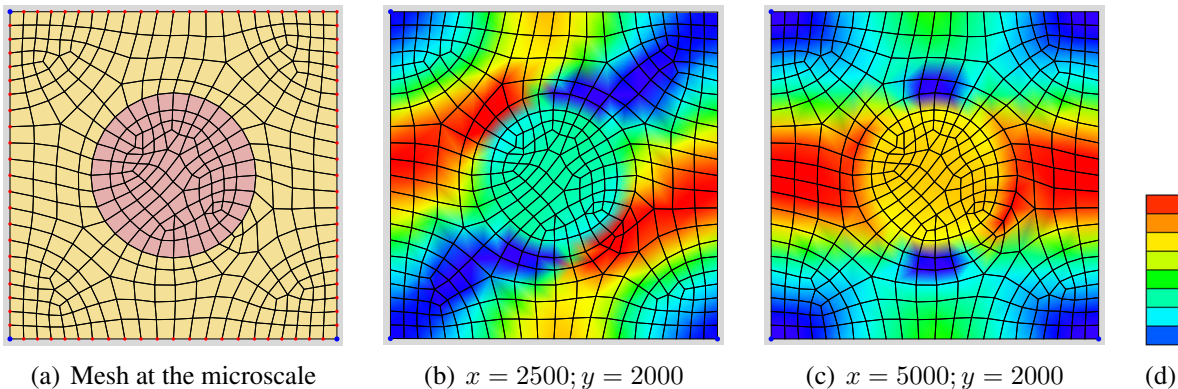 (a) Mesh at the microscale
(b) x = 2500; y = 2000
(c) x = 5000; y = 2000
(d)